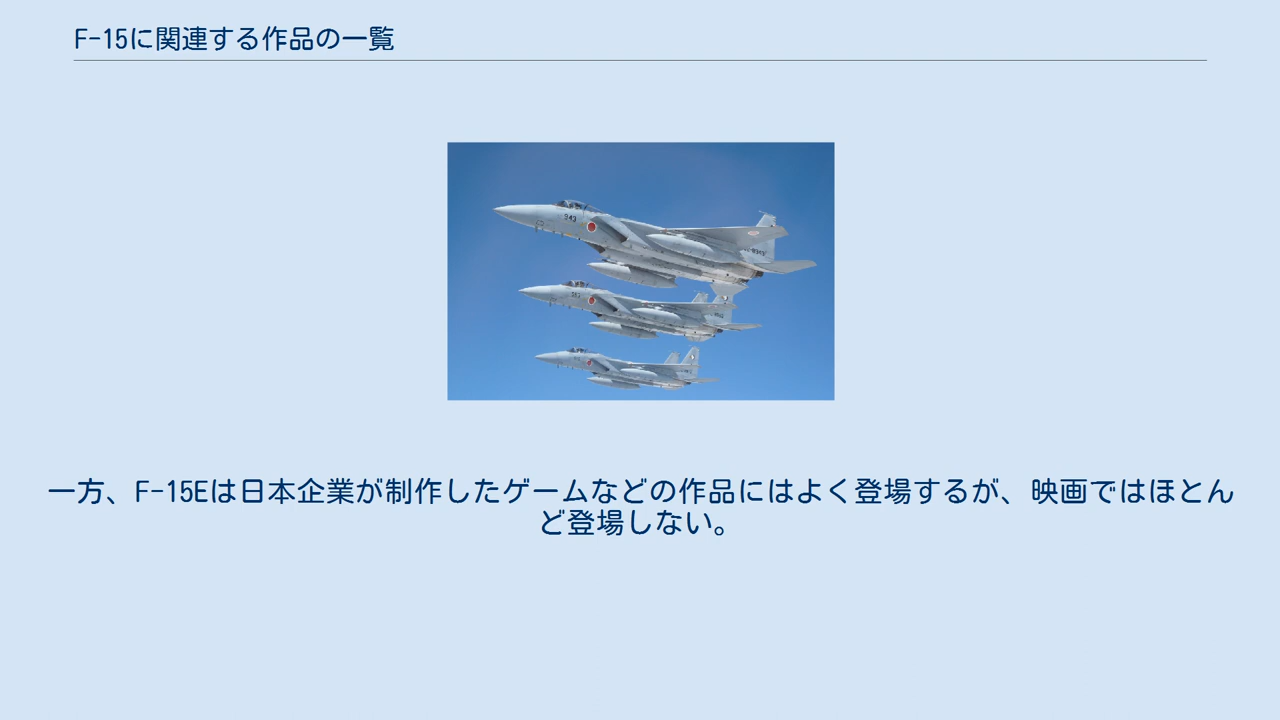 F-15に関連する作品の一覧
943
一方、F-15Eは日本企業が制作したゲームなどの作品にはよく登場するが、映画ではほとん
ど登場しない。